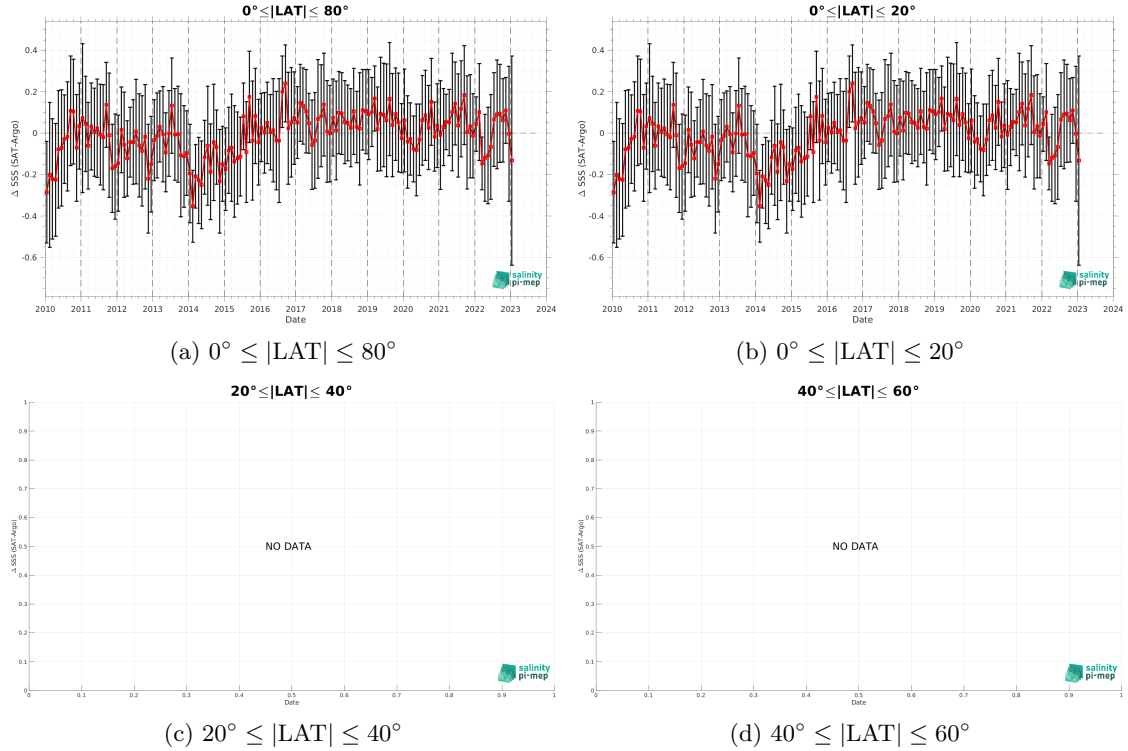 0°≤|LAT|≤ 80°
0.4
0.2
0
-0.2
-0.4
-0.6
Δ SSS (SAT-Argo)
2010 2011 2012 2013 2014 2015 2016 2017 2018 2019 2020 2021 2022 2023 2024
Date
salinity
pi-mep
(a) 0° ≤ |LAT| ≤ 80°
0°≤|LAT|≤ 20°
0.4
0.2
0
-0.2
-0.4
-0.6
Δ SSS (SAT-Argo)
2010 2011 2012 2013 2014 2015 2016 2017 2018 2019 2020 2021 2022 2023 2024
Date
salinity
pi-mep
(b) 0° ≤ |LAT| ≤ 20°
20°≤|LAT|≤ 40°
1
0.9
0.8
0.7
0.6
0.5
0.4
0.3
0.2
0.1
0
Δ SSS (SAT-Argo)
NO DATA
0 0.1 0.2 0.3 0.4 0.5 0.6 0.7 0.8 0.9 1
Date
salinity
pi-mep
(c) 20° ≤ |LAT| ≤ 40°
40°≤|LAT|≤ 60°
1
0.9
0.8
0.7
0.6
0.5
0.4
0.3
0.2
0.1
0
Δ SSS (SAT-Argo)
NO DATA
0 0.1 0.2 0.3 0.4 0.5 0.6 0.7 0.8 0.9 1
Date
salinity
pi-mep
(d) 40° ≤ |LAT| ≤ 60°